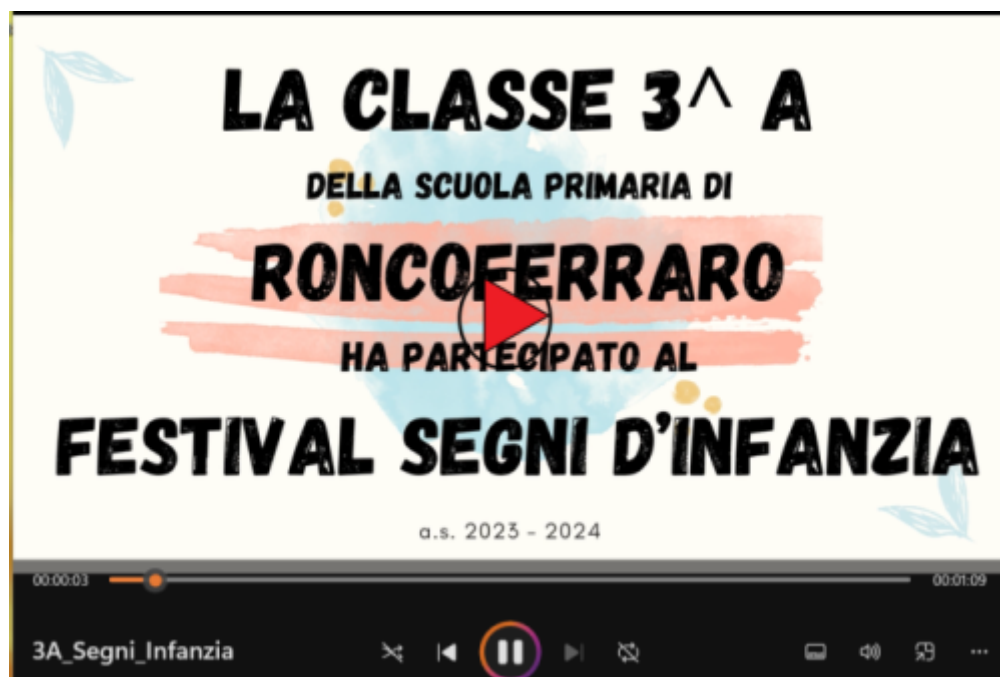 LA CLASSE 3^ A
DELLA SCUOLA PRIMARIA DI
RONCOFERRARO
HA PARTECIPATO AL
FESTIVAL SEGNI D'INFANZIA
a.s. 2023 - 2024
00:00:03 00:01:09
3A_Segni_Infanzia